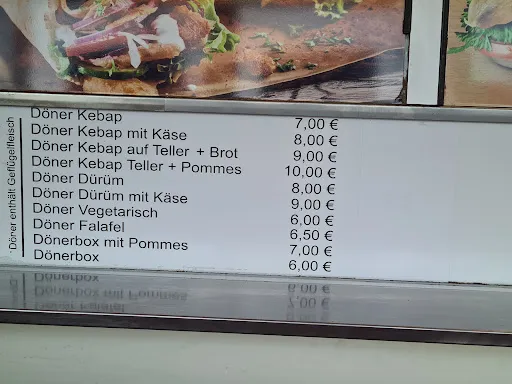 Döner enthält Geflügelfleisch
Döner Kebap 7,00 €
Döner Kebap mit Käse 8,00 €
Döner Kebap auf Teller + Brot 9,00 €
Döner Kebap Teller + Pommes 10,00 €
Döner Dürüm 8,00 €
Döner Dürüm mit Käse 9,00 €
Döner Vegetarisch 6,00 €
Döner Falafel 6,50 €
Dönerbox mit Pommes 7,00 €
Dönerbox 6,00 €